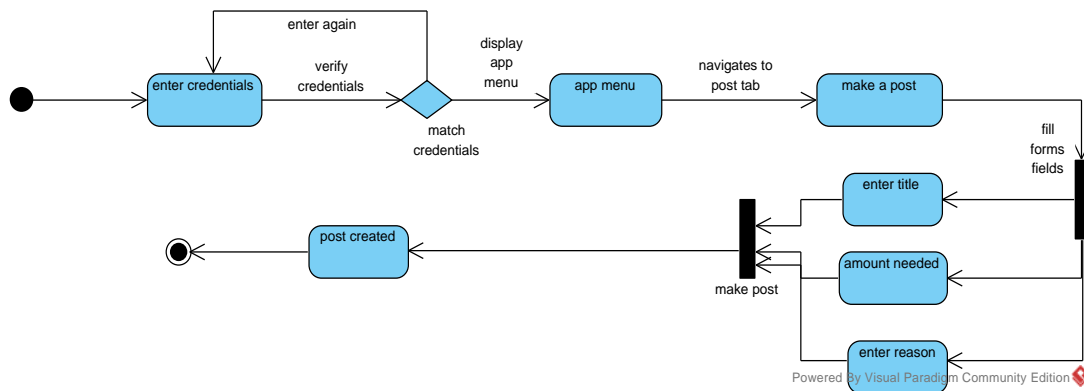 enter again
enter credentials
verify
credentials
match
credentials
display
app
menu
app menu
navigates to
post tab
make a post
fill
forms
fields
enter title
amount needed
enter reason
make post
post created
Powered By Visual Paradigm Community Edition